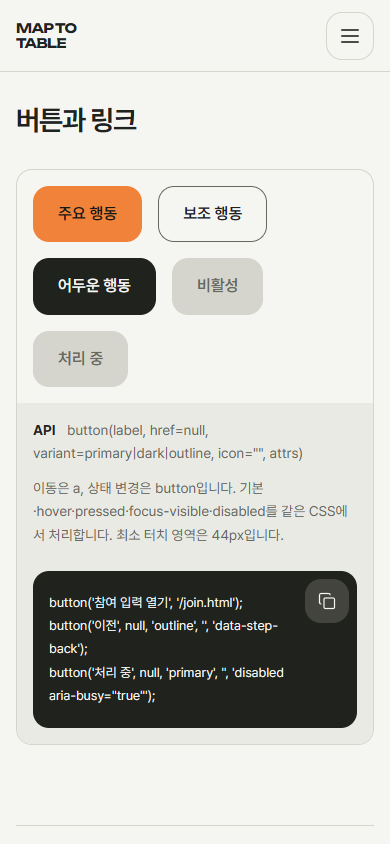 MAP TO
TABLE
버튼과 링크
주요 행동
보조 행동
어두운 행동
비활성
처리 중
API button(label, href=null,
variant=primary|dark|outline, icon="", attrs)
이동은 a, 상태 변경은 button입니다. 기본
·hover·pressed·focus-visible·disabled를 같은 CSS에
서 처리합니다. 최소 터치 영역은 44px입니다.
button('참여 입력 열기', '/join.html');
button('이전', null, 'outline', '', 'data-step-
back');
button('처리 중', null, 'primary', '', 'disabled
aria-busy="true"');